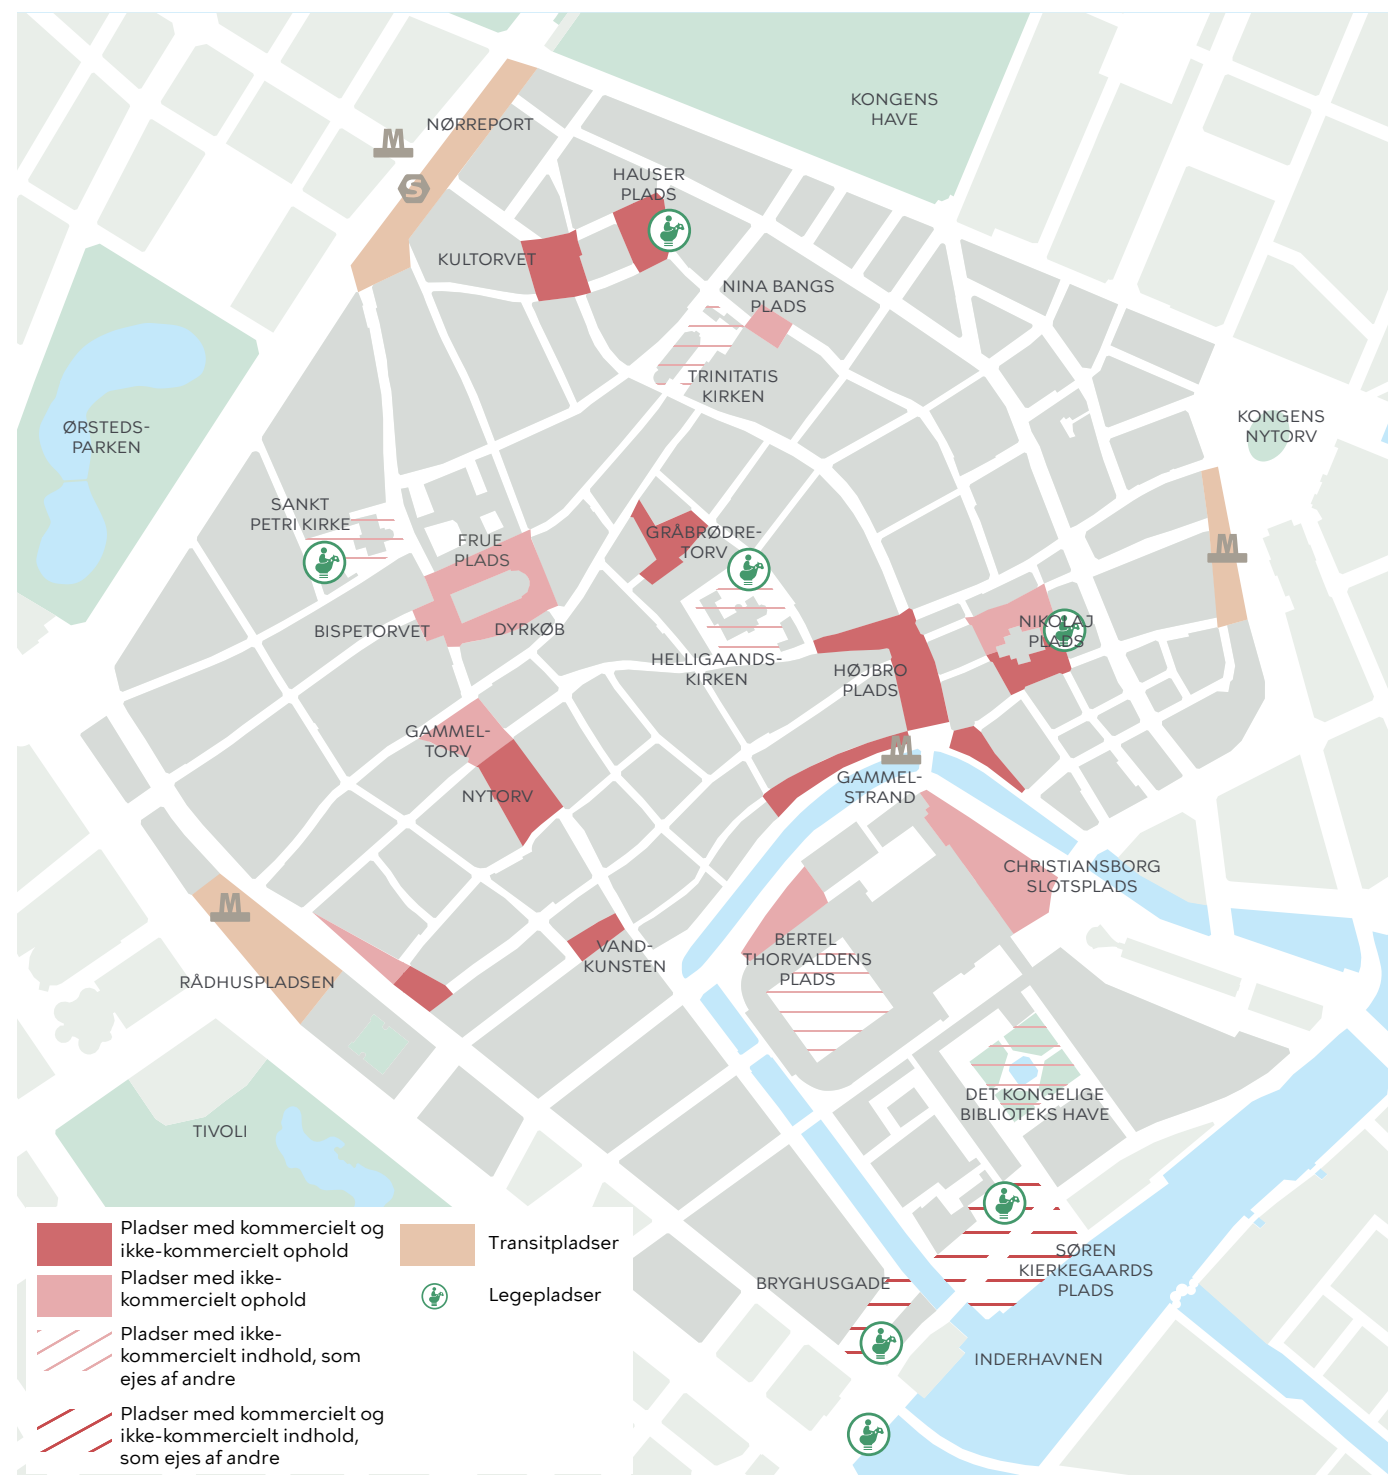 KONGENS
HAVE
NØRREPORT
M
S
HAUSER
PLADS
KULTORVET
NINA BANGS
PLADS
TRINITATIS
KIRKEN
KONGENS
NYTORV
ØRSTEDS-
PARKEN
SANKT
PETRI KIRKE
FRUE
PLADS
GRÅBRØDRE-
TORV
M
BISPETORVET
DYRKØB
NIKOLAJ
PLADS
HELLIGAANDS-
KIRKEN
HØJBRO
PLADS
GAMMEL-
TORV
M
GAMMEL-
STRAND
NYTORV
CHRISTIANSBORG
SLOTSPLADS
M
VAND-
KUNSTEN
BERTEL
THORVALDENS
PLADS
RÅDHUSPLADSEN
DET KONGELIGE
BIBLIOTEKS HAVE
TIVOLI
SØREN
KIERKEGAARDS
PLADS
BRYGHUSGADE
INDERHAVNEN
Pladser med kommercielt og
ikke-kommercielt ophold
Pladser med ikke-
kommercielt ophold
Pladser med ikke-
kommercielt indhold, som
ejes af andre
Pladser med kommercielt og
ikke-kommercielt indhold,
som ejes af andre
Transitpladser
Legepladser